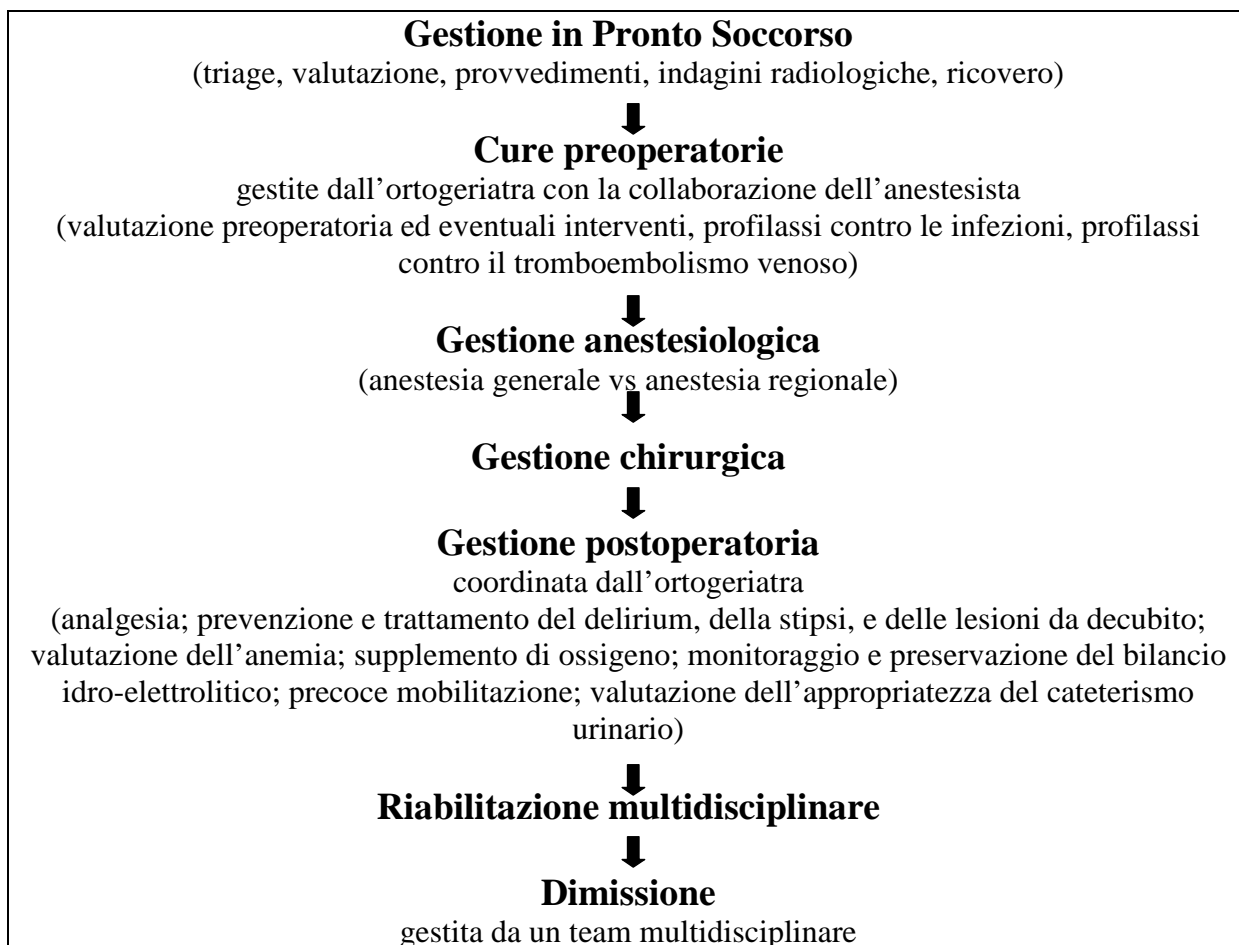 Gestione in Pronto Soccorso
(triage, valutazione, provvedimenti, indagini radiologiche, ricovero)
Cure preoperatorie
gestite dall’ortogeriatra con la collaborazione dell’anestesista
(valutazione preoperatoria ed eventuali interventi, profilassi contro le infezioni, profilassi
contro il tromboembolismo venoso)
Gestione anestesiologica
(anestesia generale vs anestesia regionale)
Gestione chirurgica
Gestione postoperatoria
coordinata dall’ortogeriatra
(analgesia; prevenzione e trattamento del delirium, della stipsi, e delle lesioni da decubito;
valutazione dell’anemia; supplemento di ossigeno; monitoraggio e preservazione del bilancio
idro-elettrolitico; precoce mobilitazione; valutazione dell’appropriatezza del cateterismo
urinario)
Riabilitazione multidisciplinare
Dimissione
gestita da un team multidisciplinare